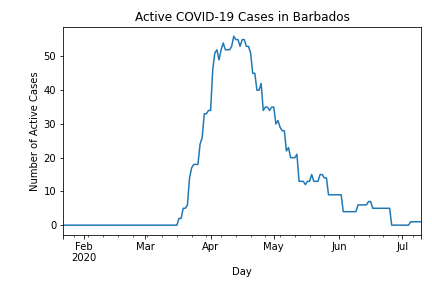 Active COVID-19 Cases in Barbados
Number of Active Cases
50
40
30
20
10
0
Feb
2020
Mar
Apr
May
Jun
Jul
Day